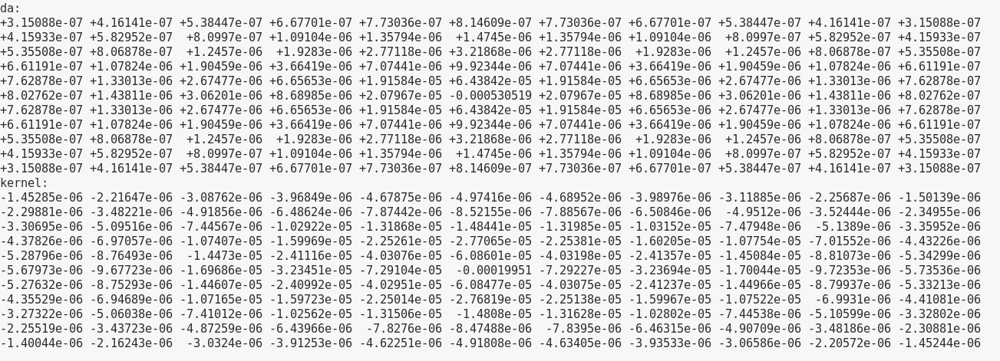 da:
+3.15088e-07 +4.16141e-07 +5.38447e-07 +6.67701e-07 +7.73036e-07 +8.14609e-07 +7.73036e-07 +6.67701e-07 +5.38447e-07 +4.16141e-07 +3.15088e-07
+4.15933e-07 +5.82952e-07 +8.0997e-07 +1.09104e-06 +1.35794e-06 +1.4745e-06 +1.35794e-06 +1.09104e-06 +8.0997e-07 +5.82952e-07 +4.15933e-07
+5.35508e-07 +8.06878e-07 +1.2457e-06 +1.9283e-06 +2.77118e-06 +3.21868e-06 +2.77118e-06 +1.9283e-06 +1.2457e-06 +8.06878e-07 +5.35508e-07
+6.61191e-07 +1.07824e-06 +1.90459e-06 +3.66419e-06 +7.07441e-06 +9.92344e-06 +7.07441e-06 +3.66419e-06 +1.90459e-06 +1.07824e-06 +6.61191e-07
+7.62878e-07 +1.33013e-06 +2.67477e-06 +6.65653e-06 +1.91584e-05 +6.43842e-05 +1.91584e-05 +6.65653e-06 +2.67477e-06 +1.33013e-06 +7.62878e-07
+8.02762e-07 +1.43811e-06 +3.06201e-06 +8.68985e-06 +2.07967e-05 -0.000530519 +2.07967e-05 +8.68985e-06 +3.06201e-06 +1.43811e-06 +8.02762e-07
+7.62878e-07 +1.33013e-06 +2.67477e-06 +6.65653e-06 +1.91584e-05 +6.43842e-05 +1.91584e-05 +6.65653e-06 +2.67477e-06 +1.33013e-06 +7.62878e-07
+6.61191e-07 +1.07824e-06 +1.90459e-06 +3.66419e-06 +7.07441e-06 +9.92344e-06 +7.07441e-06 +3.66419e-06 +1.90459e-06 +1.07824e-06 +6.61191e-07
+5.35508e-07 +8.06878e-07 +1.2457e-06 +1.9283e-06 +2.77118e-06 +3.21868e-06 +2.77118e-06 +1.9283e-06 +1.2457e-06 +8.06878e-07 +5.35508e-07
+4.15933e-07 +5.82952e-07 +8.0997e-07 +1.09104e-06 +1.35794e-06 +1.4745e-06 +1.35794e-06 +1.09104e-06 +8.0997e-07 +5.82952e-07 +4.15933e-07
+3.15088e-07 +4.16141e-07 +5.38447e-07 +6.67701e-07 +7.73036e-07 +8.14609e-07 +7.73036e-07 +6.67701e-07 +5.38447e-07 +4.16141e-07 +3.15088e-07
kernel:
-1.45285e-06 -2.21647e-06 -3.08762e-06 -3.96849e-06 -4.67875e-06 -4.97416e-06 -4.68952e-06 -3.98976e-06 -3.11885e-06 -2.25687e-06 -1.50139e-06
-2.29881e-06 -3.48221e-06 -4.91856e-06 -6.48624e-06 -7.87442e-06 -8.52155e-06 -7.88567e-06 -6.50846e-06 -4.9512e-06 -3.52444e-06 -2.34955e-06
-3.30695e-06 -5.09516e-06 -7.44567e-06 -1.02922e-05 -1.31868e-05 -1.48441e-05 -1.31985e-05 -1.03152e-05 -7.47948e-06 -5.1389e-06 -3.35952e-06
-4.37826e-06 -6.97057e-06 -1.07407e-05 -1.59969e-05 -2.25261e-05 -2.77065e-05 -2.25381e-05 -1.60205e-05 -1.07754e-05 -7.01552e-06 -4.43226e-06
-5.28796e-06 -8.76493e-06 -1.4473e-05 -2.41116e-05 -4.03076e-05 -6.08601e-05 -4.03198e-05 -2.41357e-05 -1.45084e-05 -8.81073e-06 -5.34299e-06
-5.67973e-06 -9.67723e-06 -1.69686e-05 -3.23451e-05 -7.29104e-05 -0.00019951 -7.29227e-05 -3.23694e-05 -1.70044e-05 -9.72353e-06 -5.73536e-06
-5.27632e-06 -8.75293e-06 -1.44607e-05 -2.40992e-05 -4.02951e-05 -6.08477e-05 -4.03075e-05 -2.41237e-05 -1.44966e-05 -8.79937e-06 -5.33213e-06
-4.35529e-06 -6.94689e-06 -1.07165e-05 -1.59723e-05 -2.25014e-05 -2.76819e-05 -2.25138e-05 -1.59967e-05 -1.07522e-05 -6.9931e-06 -4.41081e-06
-3.27322e-06 -5.06038e-06 -7.41012e-06 -1.02562e-05 -1.31506e-05 -1.4808e-05 -1.31628e-05 -1.02802e-05 -7.44538e-06 -5.10599e-06 -3.32802e-06
-2.25519e-06 -3.43723e-06 -4.87259e-06 -6.43966e-06 -7.8276e-06 -8.47488e-06 -7.8395e-06 -6.46315e-06 -4.90709e-06 -3.48186e-06 -2.30881e-06
-1.40044e-06 -2.16243e-06 -3.0324e-06 -3.91253e-06 -4.62251e-06 -4.91808e-06 -4.63405e-06 -3.93533e-06 -3.06586e-06 -2.20572e-06 -1.45244e-06